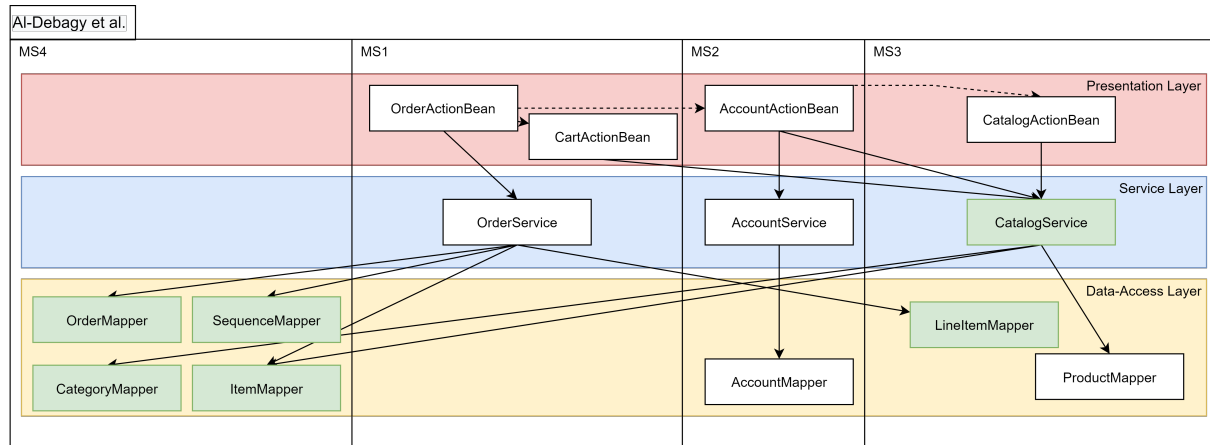 Al-Debagy et al.
MS4
MS1
MS2
MS3
Presentation Layer
OrderActionBean
AccountActionBean
CatalogActionBean
CartActionBean
Service Layer
OrderService
AccountService
CatalogService
Data-Access Layer
OrderMapper
SequenceMapper
LineItemMapper
CategoryMapper
ItemMapper
AccountMapper
ProductMapper